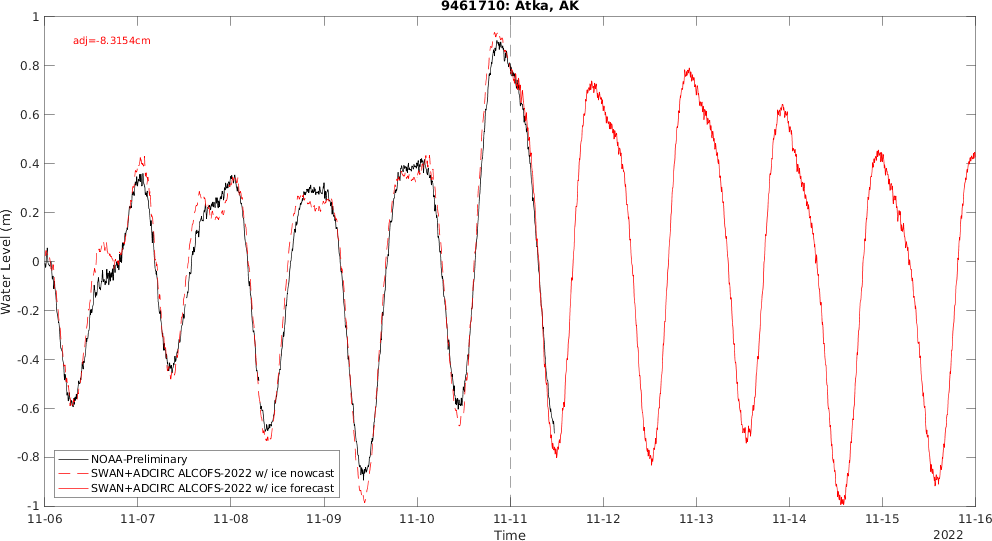 9461710: Atka, AK
adj=-8.3154cm
Water Level (m)
1
0.8
0.6
0.4
0.2
0
-0.2
-0.4
-0.6
-0.8
-1
NOAA-Preliminary
SWAN+ADCIRC ALCOFS-2022 w/ ice nowcast
SWAN+ADCIRC ALCOFS-2022 w/ ice forecast
11-06 11-07 11-08 11-09 11-10 11-11 11-12 11-13 11-14 11-15 11-16
Time
2022